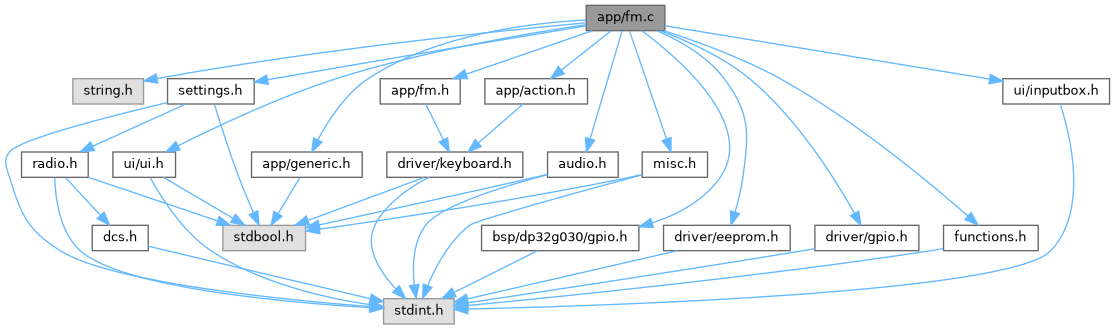 app/fm.c
string.h
settings.h
app/fm.h
app/action.h
ui/inputbox.h
radio.h
ui/ui.h
app/generic.h
driver/keyboard.h
audio.h
misc.h
dcs.h
stdbool.h
bsp/dp32g030/gpio.h
driver/eeprom.h
driver/gpio.h
functions.h
stdint.h